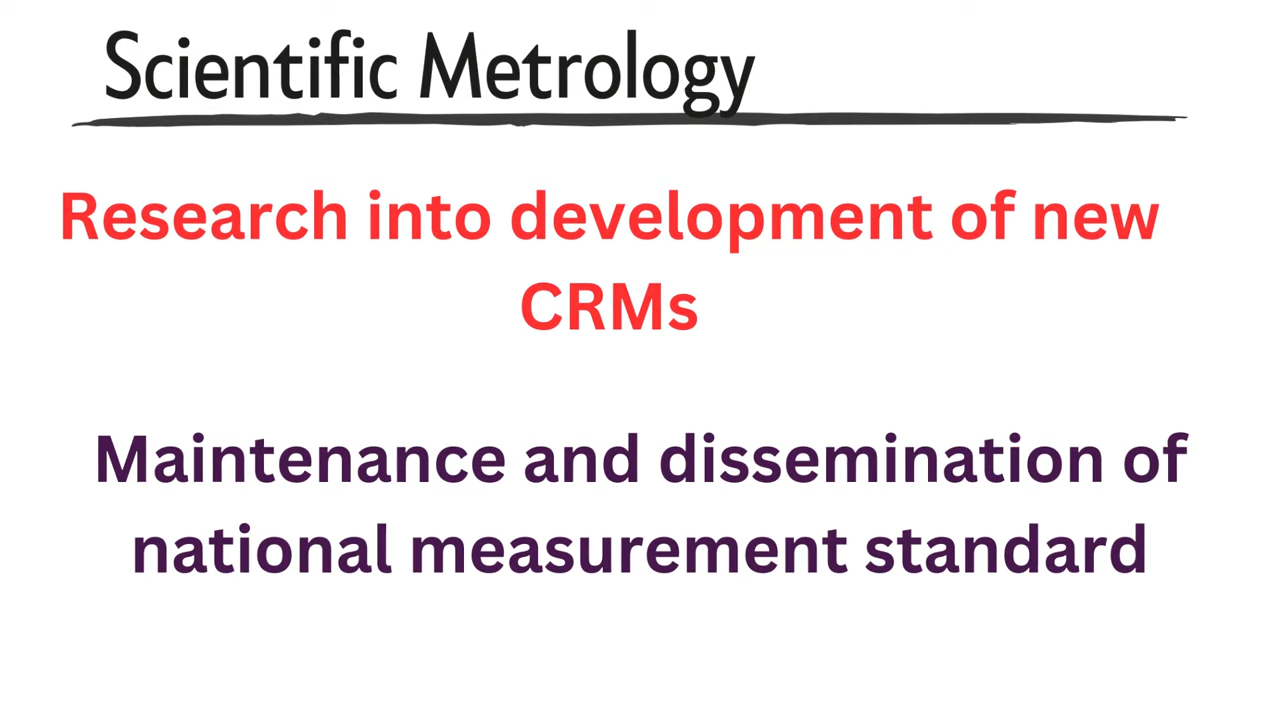 Scientific Metrology
Research into development of new
CRMs
Maintenance and dissemination of
national measurement standard